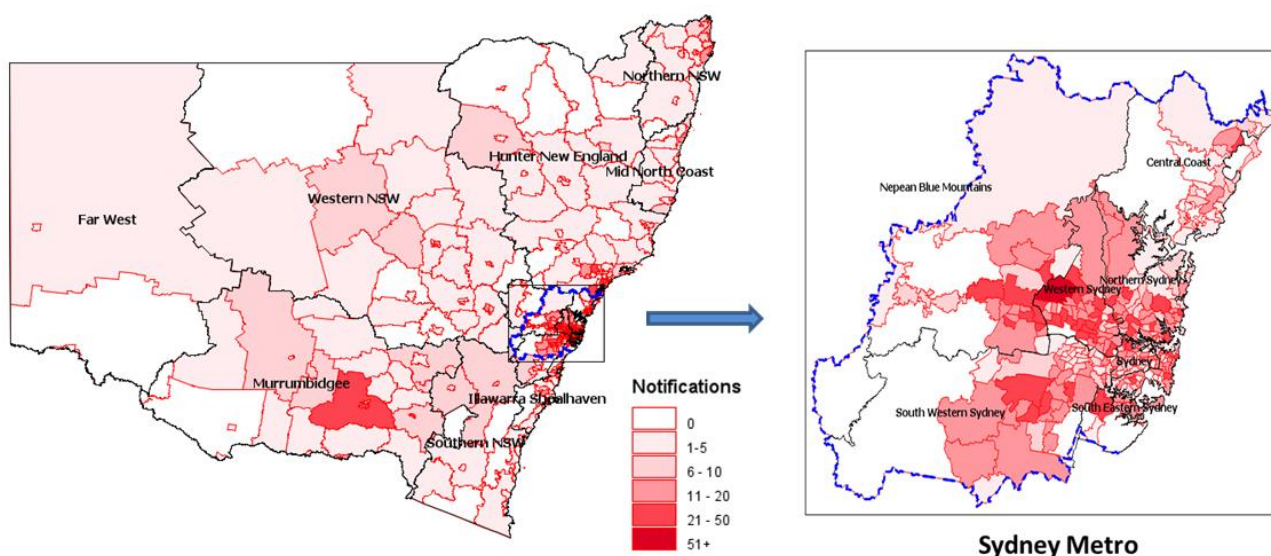 Northern NSW
Hunter New England
Mid North Coast
Western NSW
Far West
Murrumbidgee
Illawarra Shoalhaven
Southern NSW
Notifications
0
1-5
6 - 10
11 - 20
21 - 50
51+
Central Coast
Nepean Blue Mountains
Northern Sydney
Western Sydney
Sydney
South Western Sydney
South Eastern Sydney
Sydney Metro